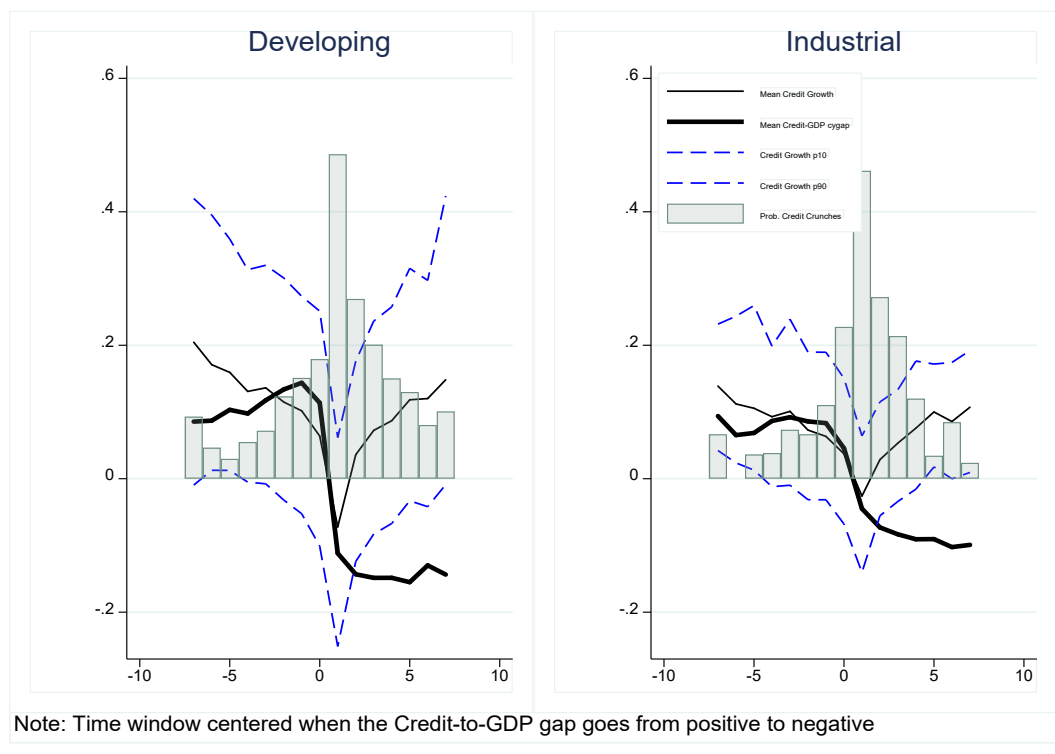 Developing
.6
.4
.2
0
-.2
-10
-5
0
5
10
Industrial
.6
.4
.2
0
-.2
-10
-5
0
5
10
Mean Credit Growth
Mean Credit-GDP cygap
Credit Growth p10
Credit Growth p90
Prob. Credit Crunches
Note: Time window centered when the Credit-to-GDP gap goes from positive to negative